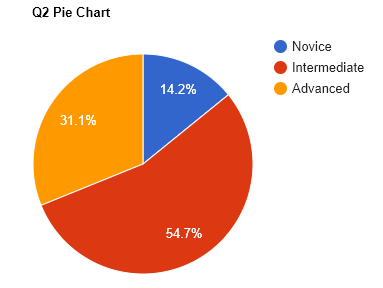 Q2 Pie Chart
Novice
Intermediate
Advanced
14.2%
31.1%
54.7%